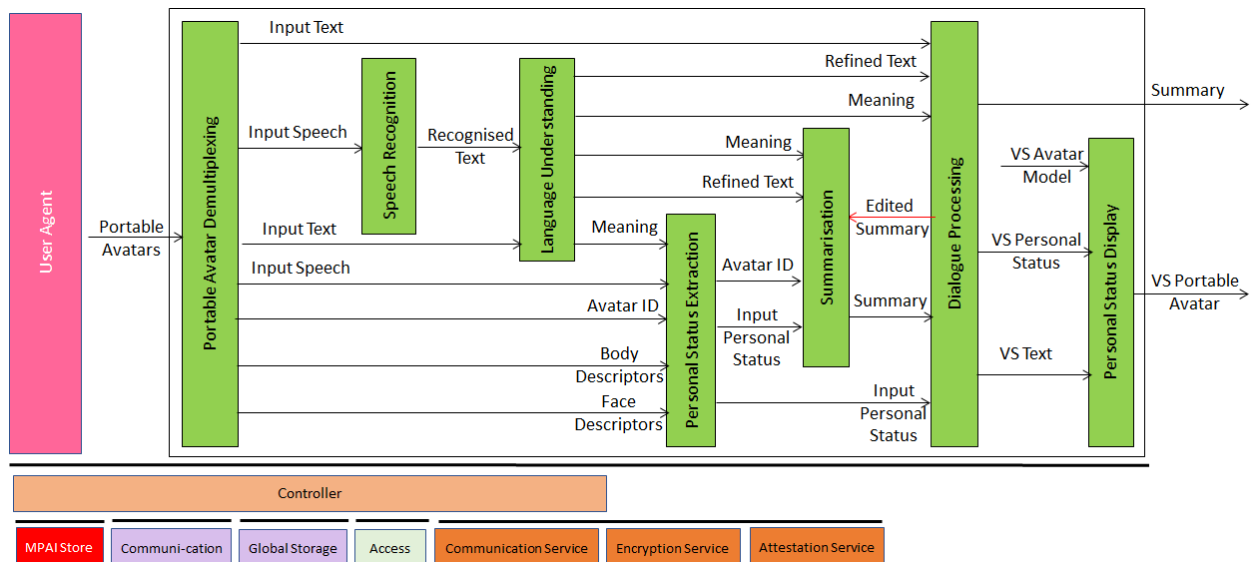 User Agent
Portable
Avatars
Portable Avatar Demultiplexing
Input Text
Input Speech
Input Text
Input Speech
Avatar ID
Body
Descriptors
Face
Descriptors
Speech Recognition
Recognised
Text
Language Understanding
Refined Text
Meaning
Meaning
Refined Text
Meaning
Personal Status Extraction
Avatar ID
Input
Personal
Status
Input
Personal
Status
Summarisation
Edited
Summary
Summary
Dialogue Processing
Summary
VS Avatar
Model
VS Personal
Status
VS Text
Personal Status Display
VS Portable
Avatar
Controller
MPAI Store
Communi-cation
Global Storage
Access
Communication Service
Encryption Service
Attestation Service